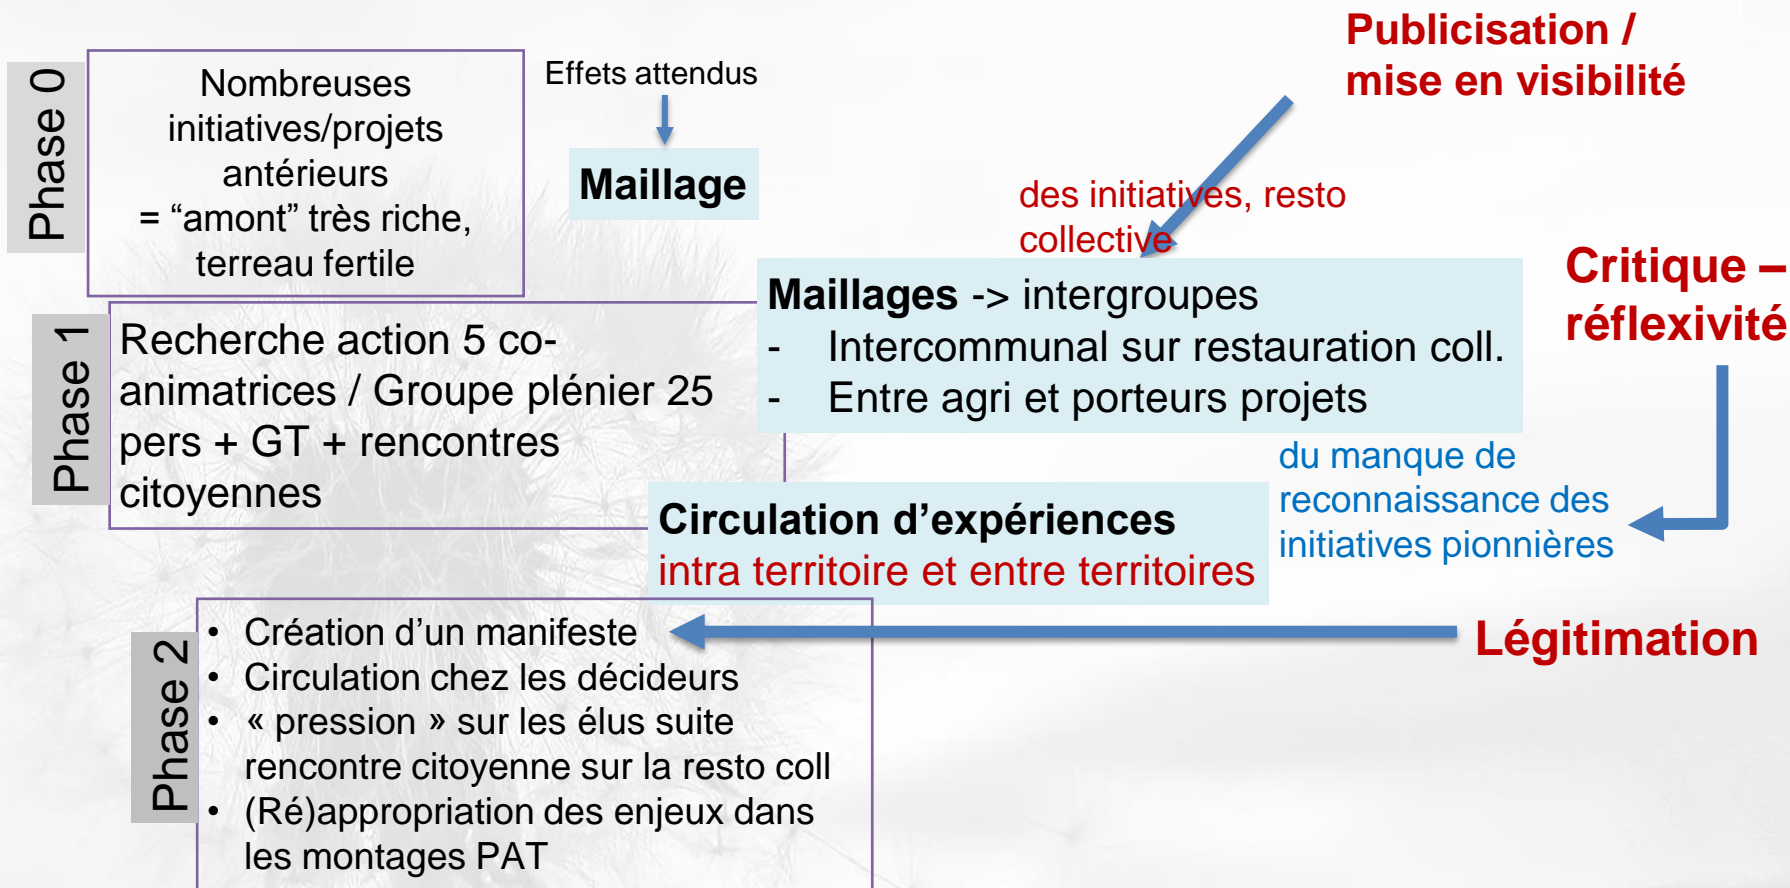 Phase 0
Nombreuses
initiatives/projets
antérieurs
= “amont” très riche,
terreau fertile
Effets attendus
Maillage
Publicisation /
mise en visibilité
des initiatives, resto
collective
Critique –
réflexivité
Phase 1
Recherche action 5 co-
animatrices / Groupe plénier 25
pers + GT + rencontres
citoyennes
Maillages -> intergroupes
- Intercommunal sur restauration coll.
- Entre agri et porteurs projets
du manque de
reconnaissance des
initiatives pionnières
Circulation d’expériences
intra territoire et entre territoires
Légitimation
Phase 2
• Création d’un manifeste
• Circulation chez les décideurs
• « pression » sur les élus suite
rencontre citoyenne sur la resto coll
• (Ré)appropriation des enjeux dans
les montages PAT